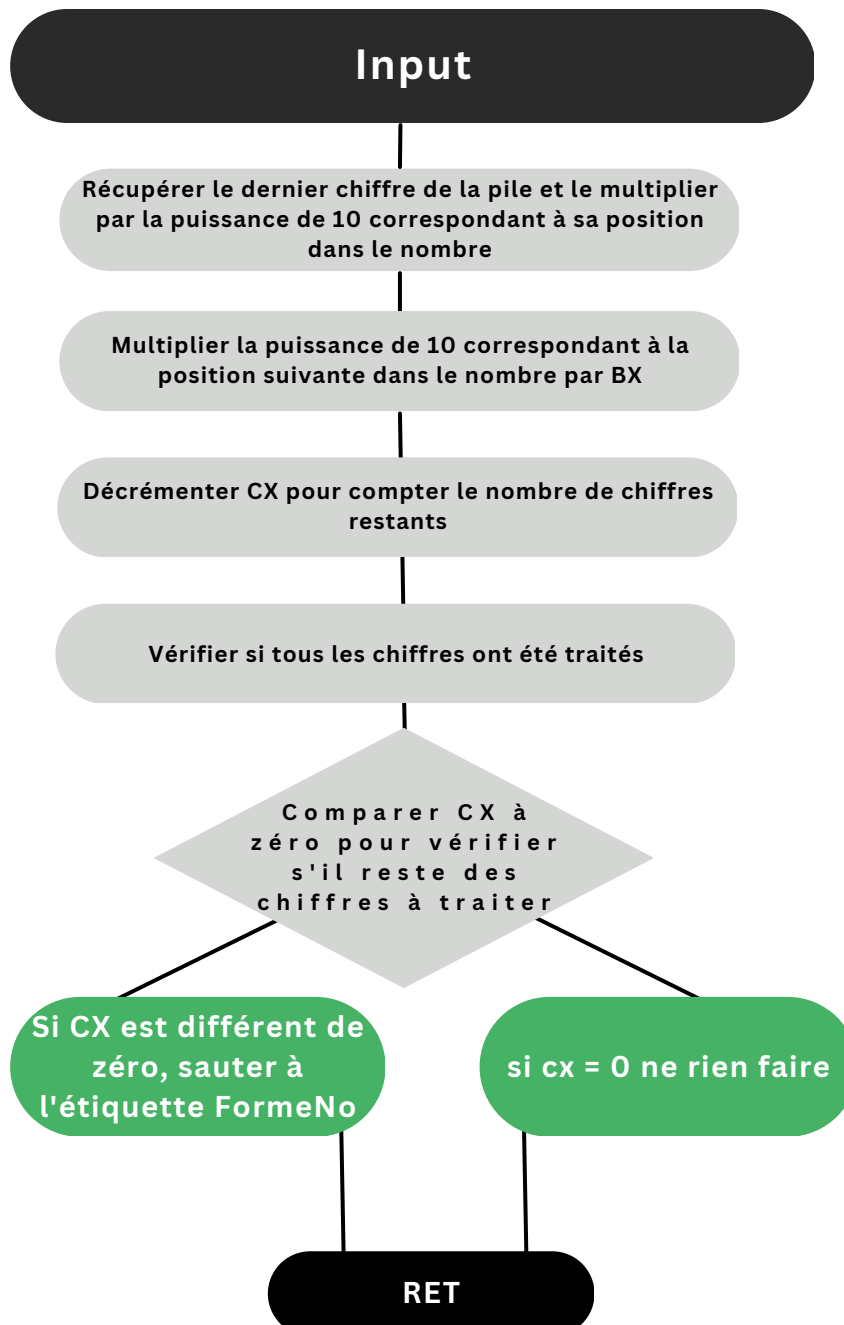 Input
Récupérer le dernier chiffre de la pile et le multiplier
par la puissance de 10 correspondant à sa position
dans le nombre
Multiplier la puissance de 10 correspondant à la
position suivante dans le nombre par BX
Décrémenter CX pour compter le nombre de chiffres
restants
Vérifier si tous les chiffres ont été traités
Comparer CX à
zéro pour vérifier
s'il reste des
chiffres à traiter
Si CX est différent de
zéro, sauter à
l'étiquette FormeNo
si cx = 0 ne rien faire
RET